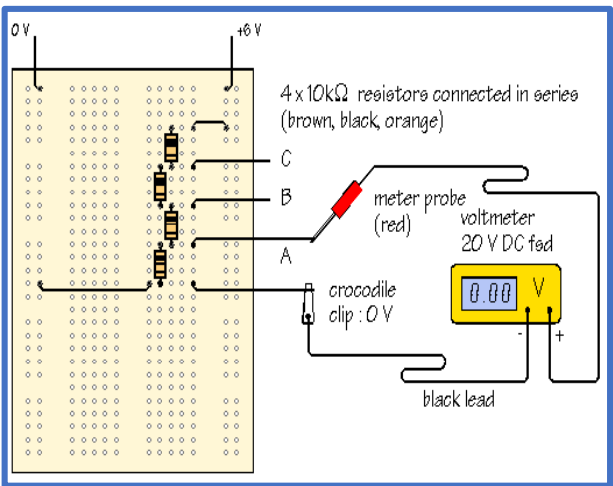 0 V
+6 V
4 x 10kΩ resistors connected in series
(brown, black, orange)
C
B
A
meter probe
(red)
voltmeter
20 V DC fsd
0.00 V
- +
crocodile
clip : 0 V
black lead